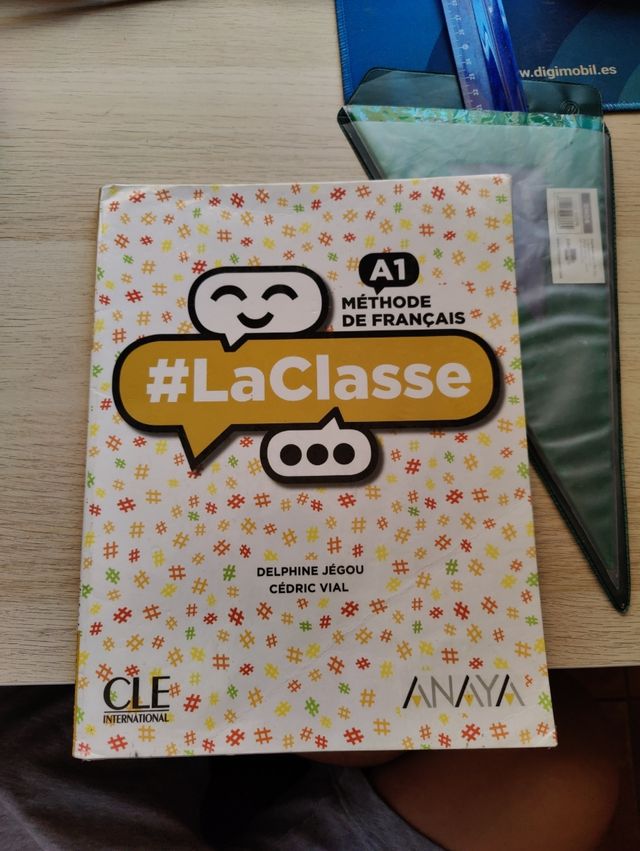 w.digimobil.es
A1
MÉTHODE
DE FRANÇAIS
#LaClasse
DELPHINE JÉGOU
CÉDRIC VIAL
CLE
INTERNATIONAL
ANAYA